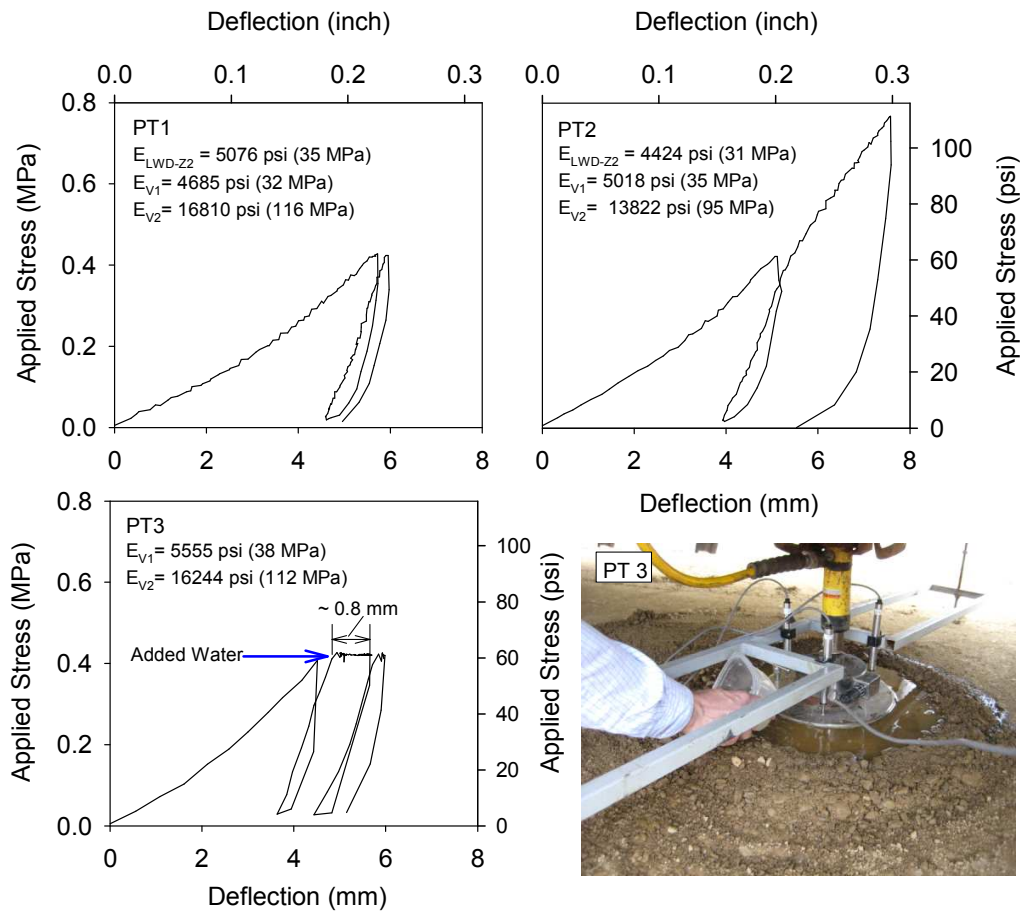 Deflection (inch)
0.0 0.1 0.2 0.3
Deflection (inch)
0.0 0.1 0.2 0.3
Applied Stress (MPa)
0.8
0.6
0.4
0.2
0.0
PT1
E_LWD-Z2 = 5076 psi (35 MPa)
E_V1= 4685 psi (32 MPa)
E_V2= 16810 psi (116 MPa)
0 2 4 6 8
PT2
E_LWD-Z2 = 4424 psi (31 MPa)
E_V1= 5018 psi (35 MPa)
E_V2= 13822 psi (95 MPa)
100
80
60
40
20
0
Applied Stress (psi)
0 2 4 6 8
Deflection (mm)
Applied Stress (MPa)
0.8
0.6
0.4
0.2
0.0
PT3
E_V1= 5555 psi (38 MPa)
E_V2= 16244 psi (112 MPa)
~ 0.8 mm
Added Water
100
80
60
40
20
0
Applied Stress (psi)
0 2 4 6 8
Deflection (mm)
PT 3